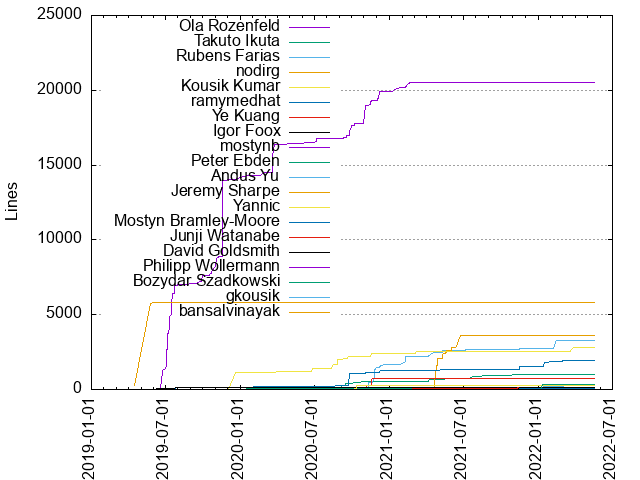 25000
20000
15000
10000
5000
0
Lines
Ola Rozenfeld
Takuto Ikuta
Rubens Farias
nodirg
Kousik Kumar
ramymedhat
Ye Kuang
Igor Foox
mostynb
Peter Ebden
Andus Yu
Jeremy Sharpe
Yannic
Mostyn Bramley-Moore
Junji Watanabe
David Goldsmith
Philipp Wollermann
Bozydar Szadkowski
gkousik
bansalvinayak
2019-01-01
2019-07-01
2020-01-01
2020-07-01
2021-01-01
2021-07-01
2022-01-01
2022-07-01